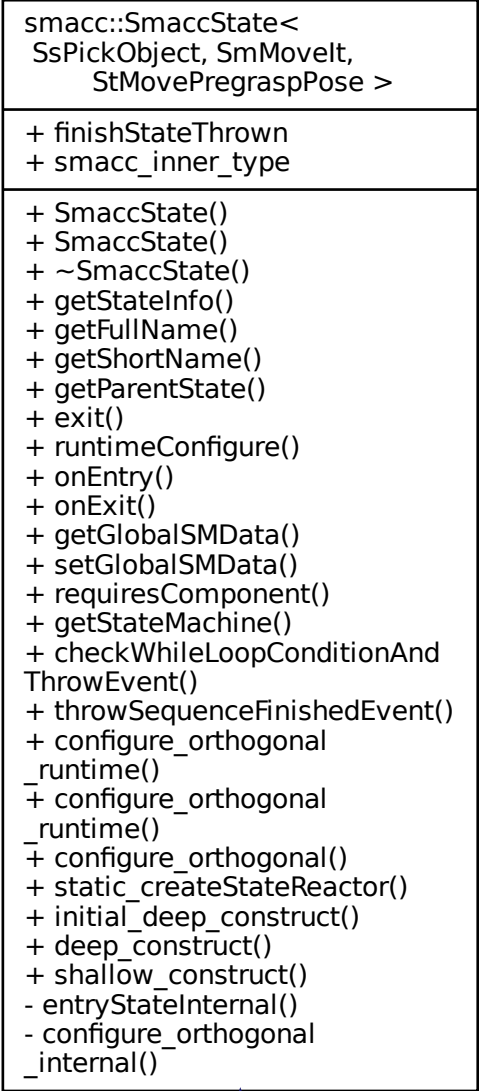 smacc::SmaccState<
SsPickObject, SmMoveIt,
StMovePregraspPose >
+ finishStateThrown
+ smacc_inner_type
+ SmaccState()
+ SmaccState()
+ ~SmaccState()
+ getStateInfo()
+ getFullName()
+ getShortName()
+ getParentState()
+ exit()
+ runtimeConfigure()
+ onEntry()
+ onExit()
+ getGlobalSMData()
+ setGlobalSMData()
+ requiresComponent()
+ getStateMachine()
+ checkWhileLoopConditionAnd
ThrowEvent()
+ throwSequenceFinishedEvent()
+ configure_orthogonal
_runtime()
+ configure_orthogonal
_runtime()
+ configure_orthogonal()
+ static_createStateReactor()
+ initial_deep_construct()
+ deep_construct()
+ shallow_construct()
- entryStateInternal()
- configure_orthogonal
_internal()